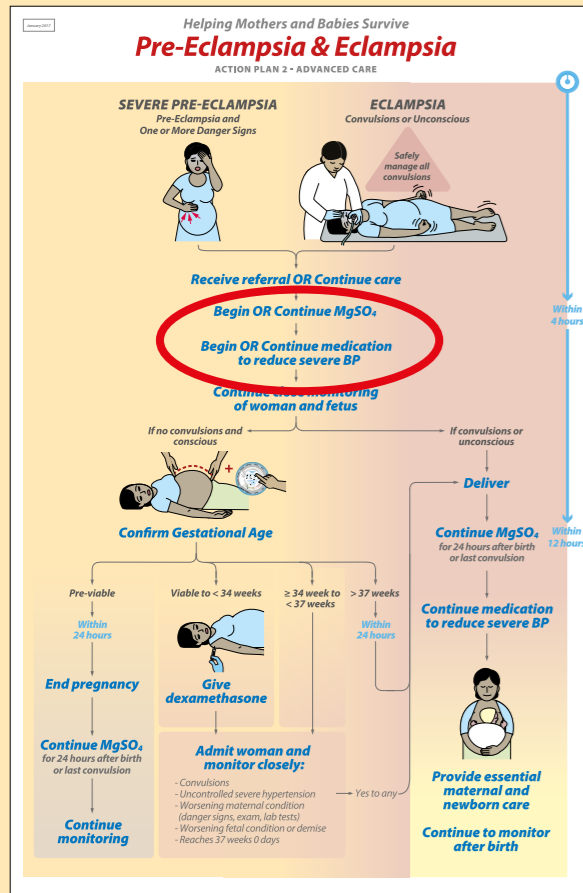 January 2017
Helping Mothers and Babies Survive
Pre-Eclampsia & Eclampsia
ACTION PLAN 2 - ADVANCED CARE
SEVERE PRE-ECLAMPSIA
Pre-Eclampsia and
One or More Danger Signs
ECLAMPSIA
Convulsions or Unconscious
Safely
manage all
convulsions
Receive referral OR Continue care
Begin OR Continue MgSO₄
Begin OR Continue medication
to reduce severe BP
Within
4 hours
Continue close monitoring
of woman and fetus
If no convulsions and
conscious
If convulsions or
unconscious
+
Confirm Gestational Age
Deliver
Continue MgSO₄
for 24 hours after birth
or last convulsion
Within
12 hours
Pre-viable
Within
24 hours
End pregnancy
Continue MgSO₄
for 24 hours after birth
or last convulsion
Continue
monitoring
Viable to < 34 weeks
Give
dexamethasone
≥ 34 week to
< 37 weeks
> 37 weeks
Within
24 hours
Admit woman and
monitor closely:
- Convulsions
- Uncontrolled severe hypertension
- Worsening maternal condition
(danger signs, exam, lab tests)
- Worsening fetal condition or demise
- Reaches 37 weeks 0 days
Yes to any
Continue medication
to reduce severe BP
Provide essential
maternal and
newborn care
Continue to monitor
after birth